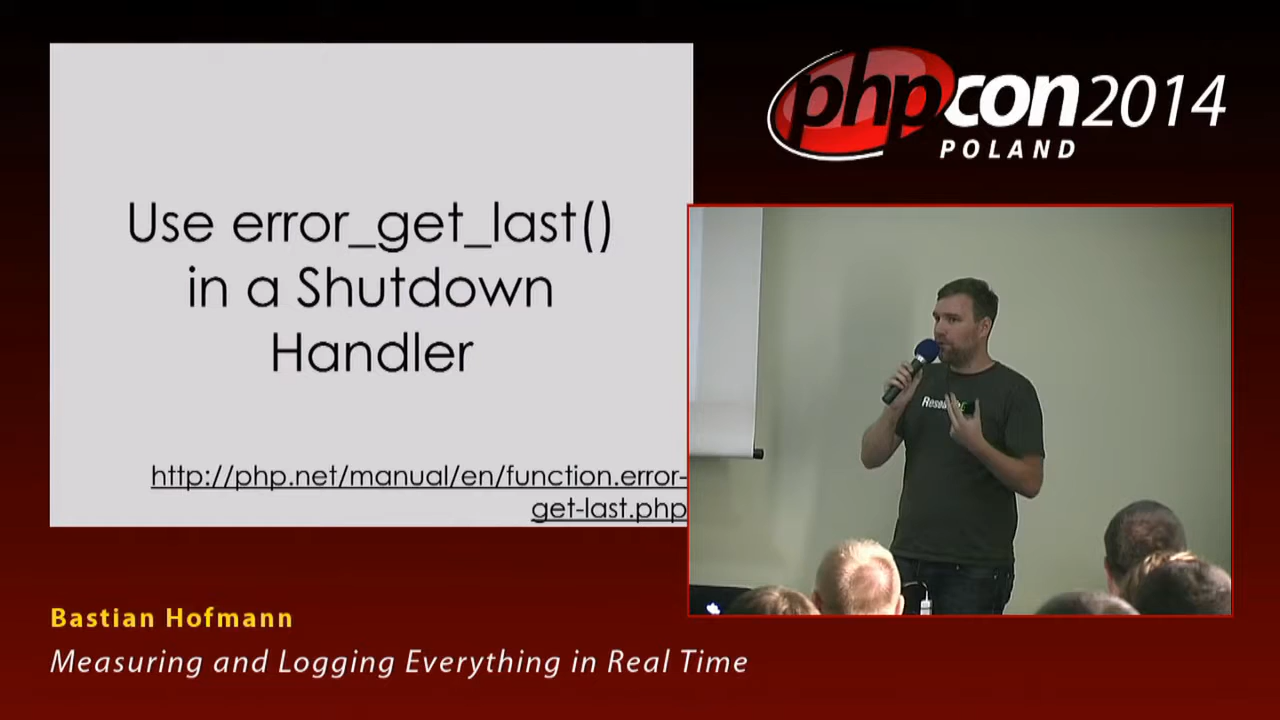 phpcon2014
POLAND
Use error_get_last()
in a Shutdown
Handler
http://php.net/manual/en/function.error-
get-last.php
Bastian Hofmann
Measuring and Logging Everything in Real Time